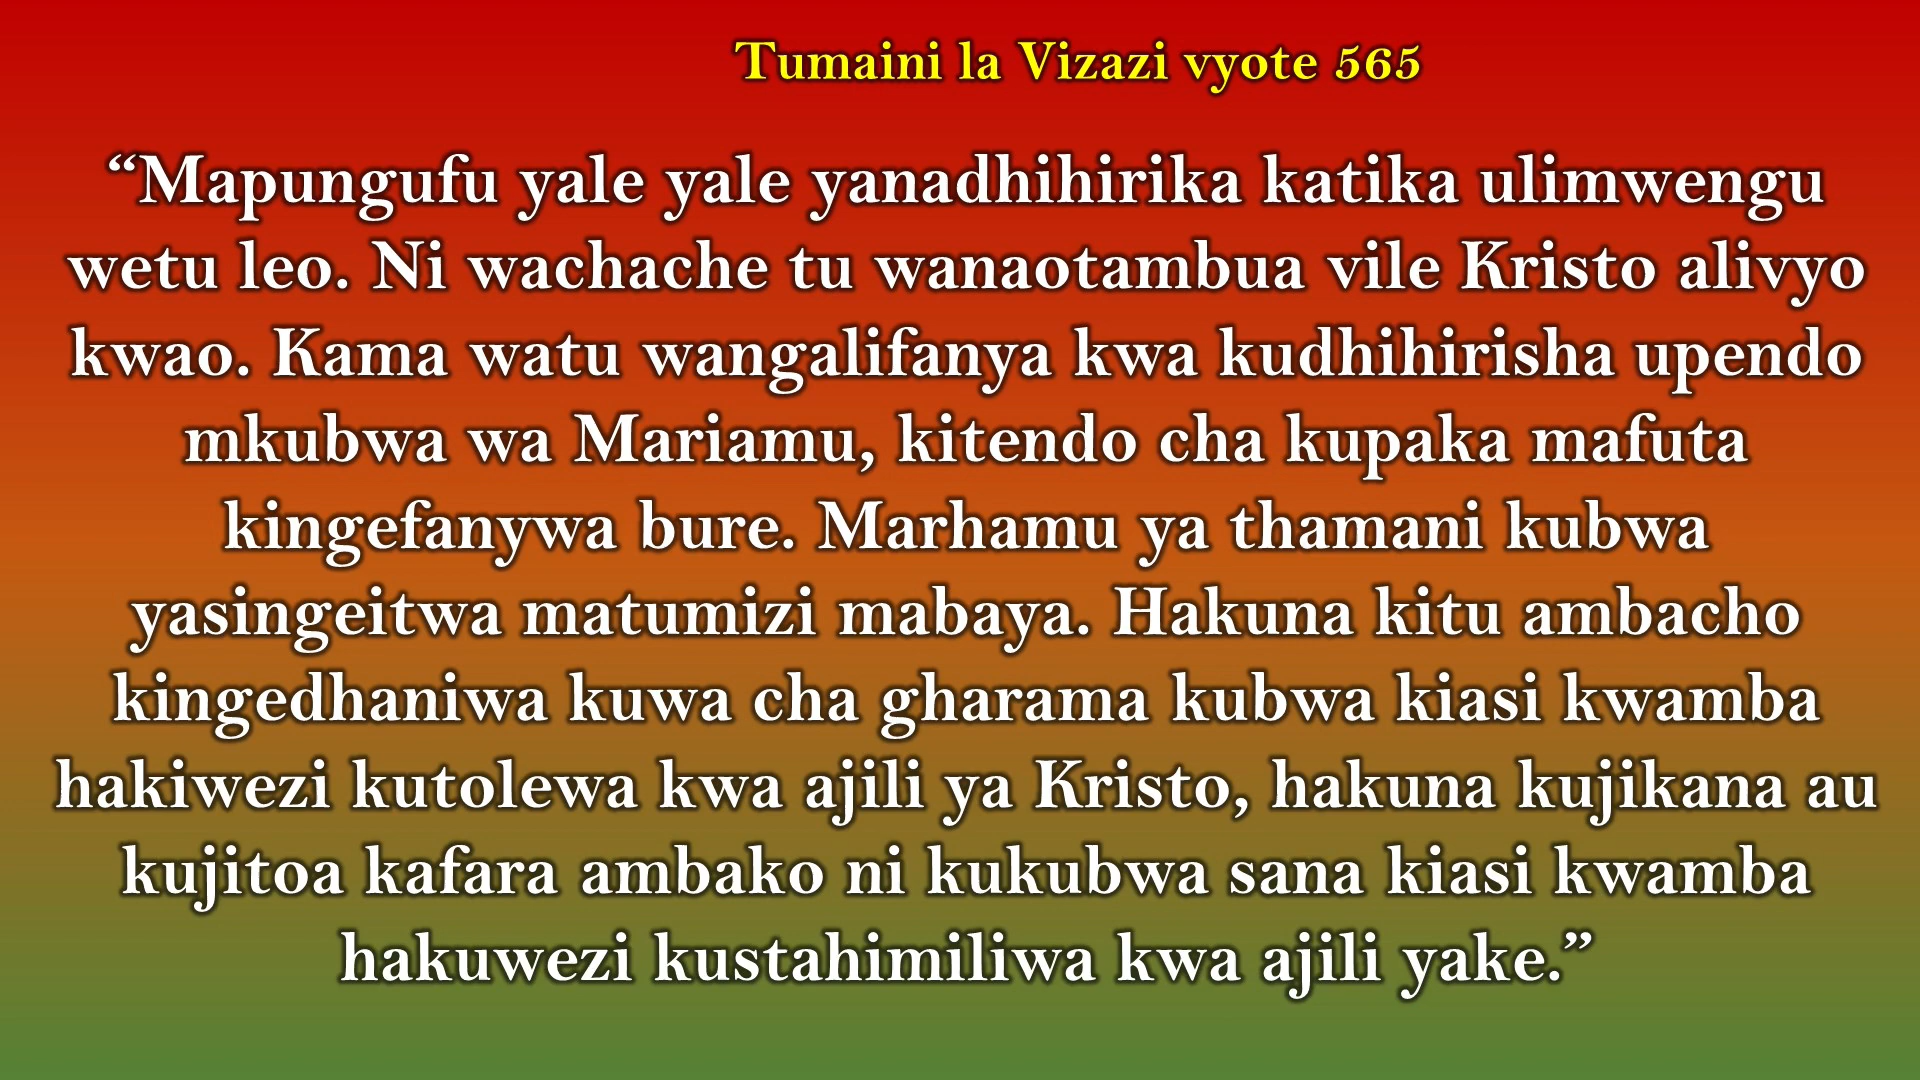 Tumaini la Vizazi vyote 565
“Mapungufu yale yale yanadhihirika katika ulimwengu
wetu leo. Ni wachache tu wanaotambua vile Kristo alivyo
kwao. Kama watu wangalifanya kwa kudhihirisha upendo
mkubwa wa Mariamu, kitendo cha kupaka mafuta
kingefanywa bure. Marhamu ya thamani kubwa
yasingeitwa matumizi mabaya. Hakuna kitu ambacho
kingedhaniwa kuwa cha gharama kubwa kiasi kwamba
hakiwezi kutolewa kwa ajili ya Kristo, hakuna kujikana au
kujitoa kafara ambako ni kukubwa sana kiasi kwamba
hakuwezi kustahimiliwa kwa ajili yake.”